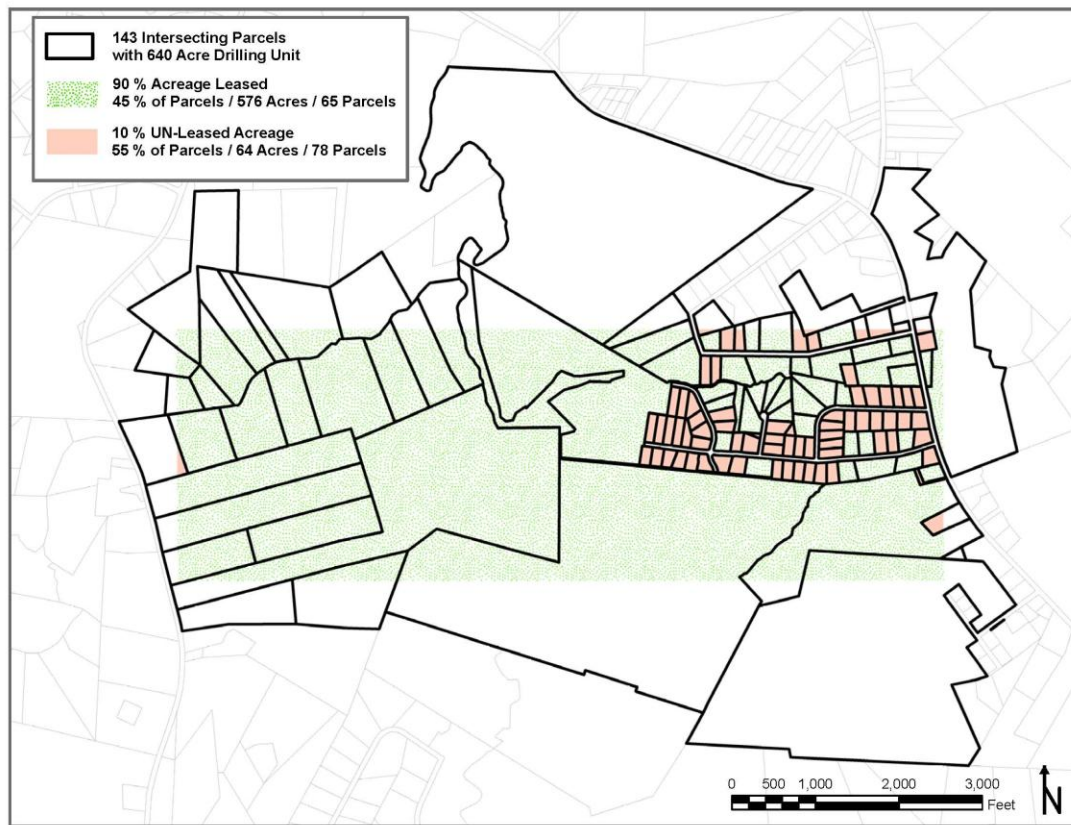 143 Intersecting Parcels
with 640 Acre Drilling Unit
90 % Acreage Leased
45 % of Parcels / 576 Acres / 65 Parcels
10 % UN-Leased Acreage
55 % of Parcels / 64 Acres / 78 Parcels
0 500 1,000 2,000 3,000
Feet
N